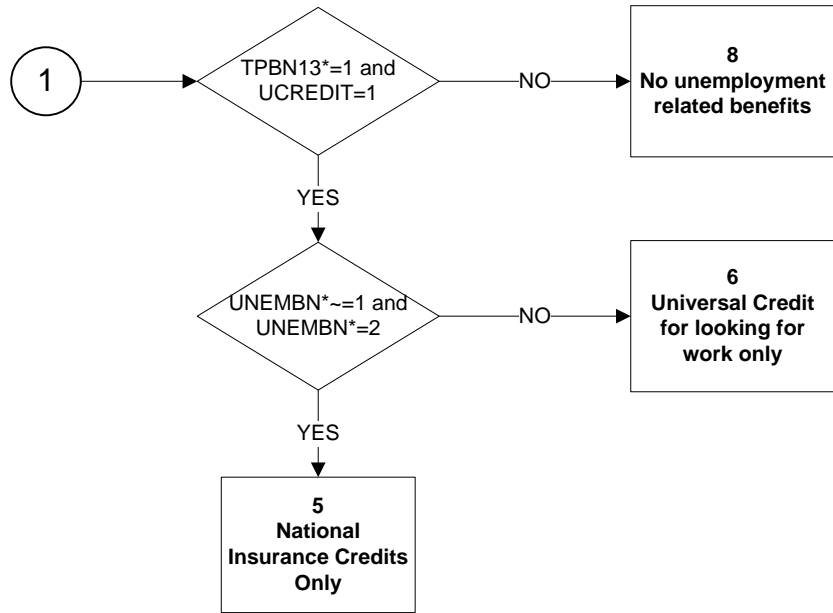 1
TPBN13*=1 and
UCREDIT=1
NO
8
No unemployment
related benefits
YES
UNEMBN*~=1 and
UNEMBN*=2
NO
6
Universal Credit
for looking for
work only
YES
5
National
Insurance Credits
Only